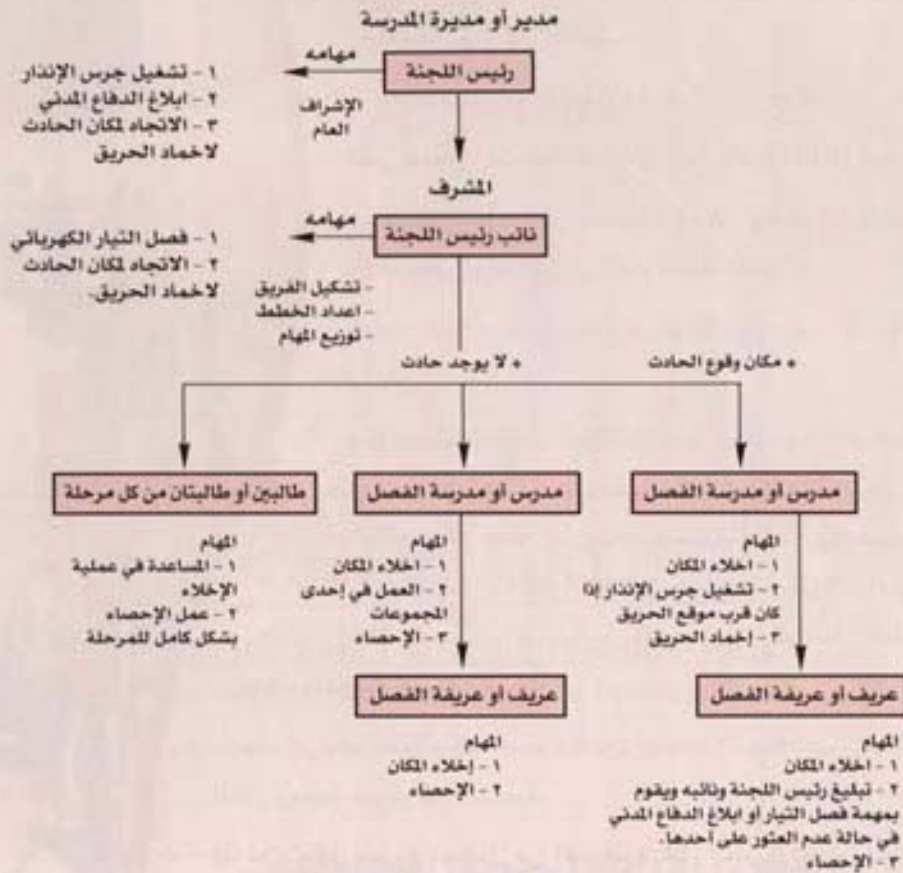 مدير أو مديرة المدرسة
رئيس اللجنة
مهامه
١ - تشغيل جرس الإنذار
٢ - ابلاغ الدفاع المدني
٣ - الاتجاه لمكان الحادث
لاخماد الحريق
الإشراف
العام
المشرف
نائب رئيس اللجنة
مهامه
١ - فصل التيار الكهربائي
٢ - الاتجاه لمكان الحادث
لاخماد الحريق.
- تشكيل الفريق
- اعداد الخطط
- توزيع المهام
* مكان وقوع الحادث
* لا يوجد حادث
مدرس أو مدرسة الفصل
المهام
١ - اخلاء المكان
٢ - تشغيل جرس الإنذار إذا
كان قرب موقع الحريق
٣ - إخماد الحريق
عريف أو عريفة الفصل
المهام
١ - اخلاء المكان
٢ - تبليغ رئيس اللجنة ونائبه ويقوم
بمهمة فصل التيار أو ابلاغ الدفاع المدني
في حالة عدم العثور على أحدها.
٣ - الإحصاء
مدرس أو مدرسة الفصل
المهام
١ - اخلاء المكان
٢ - العمل في إحدى
المجموعات
٣ - الإحصاء
عريف أو عريفة الفصل
المهام
١ - إخلاء المكان
٢ - الإحصاء
طالبين أو طالبتان من كل مرحلة
المهام
١ - المساعدة في عملية
الإخلاء
٢ - عمل الإحصاء
بشكل كامل للمرحلة